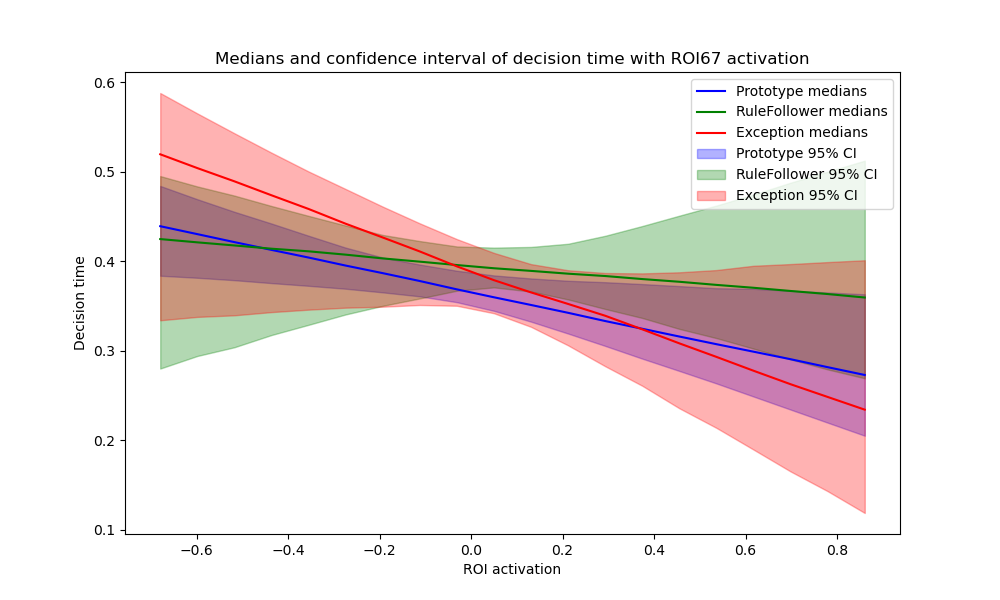 Medians and confidence interval of decision time with ROI67 activation
Prototype medians
RuleFollower medians
Exception medians
Prototype 95% CI
RuleFollower 95% CI
Exception 95% CI
Decision time
0.6
0.5
0.4
0.3
0.2
0.1
−0.6 −0.4 −0.2 0.0 0.2 0.4 0.6 0.8
ROI activation